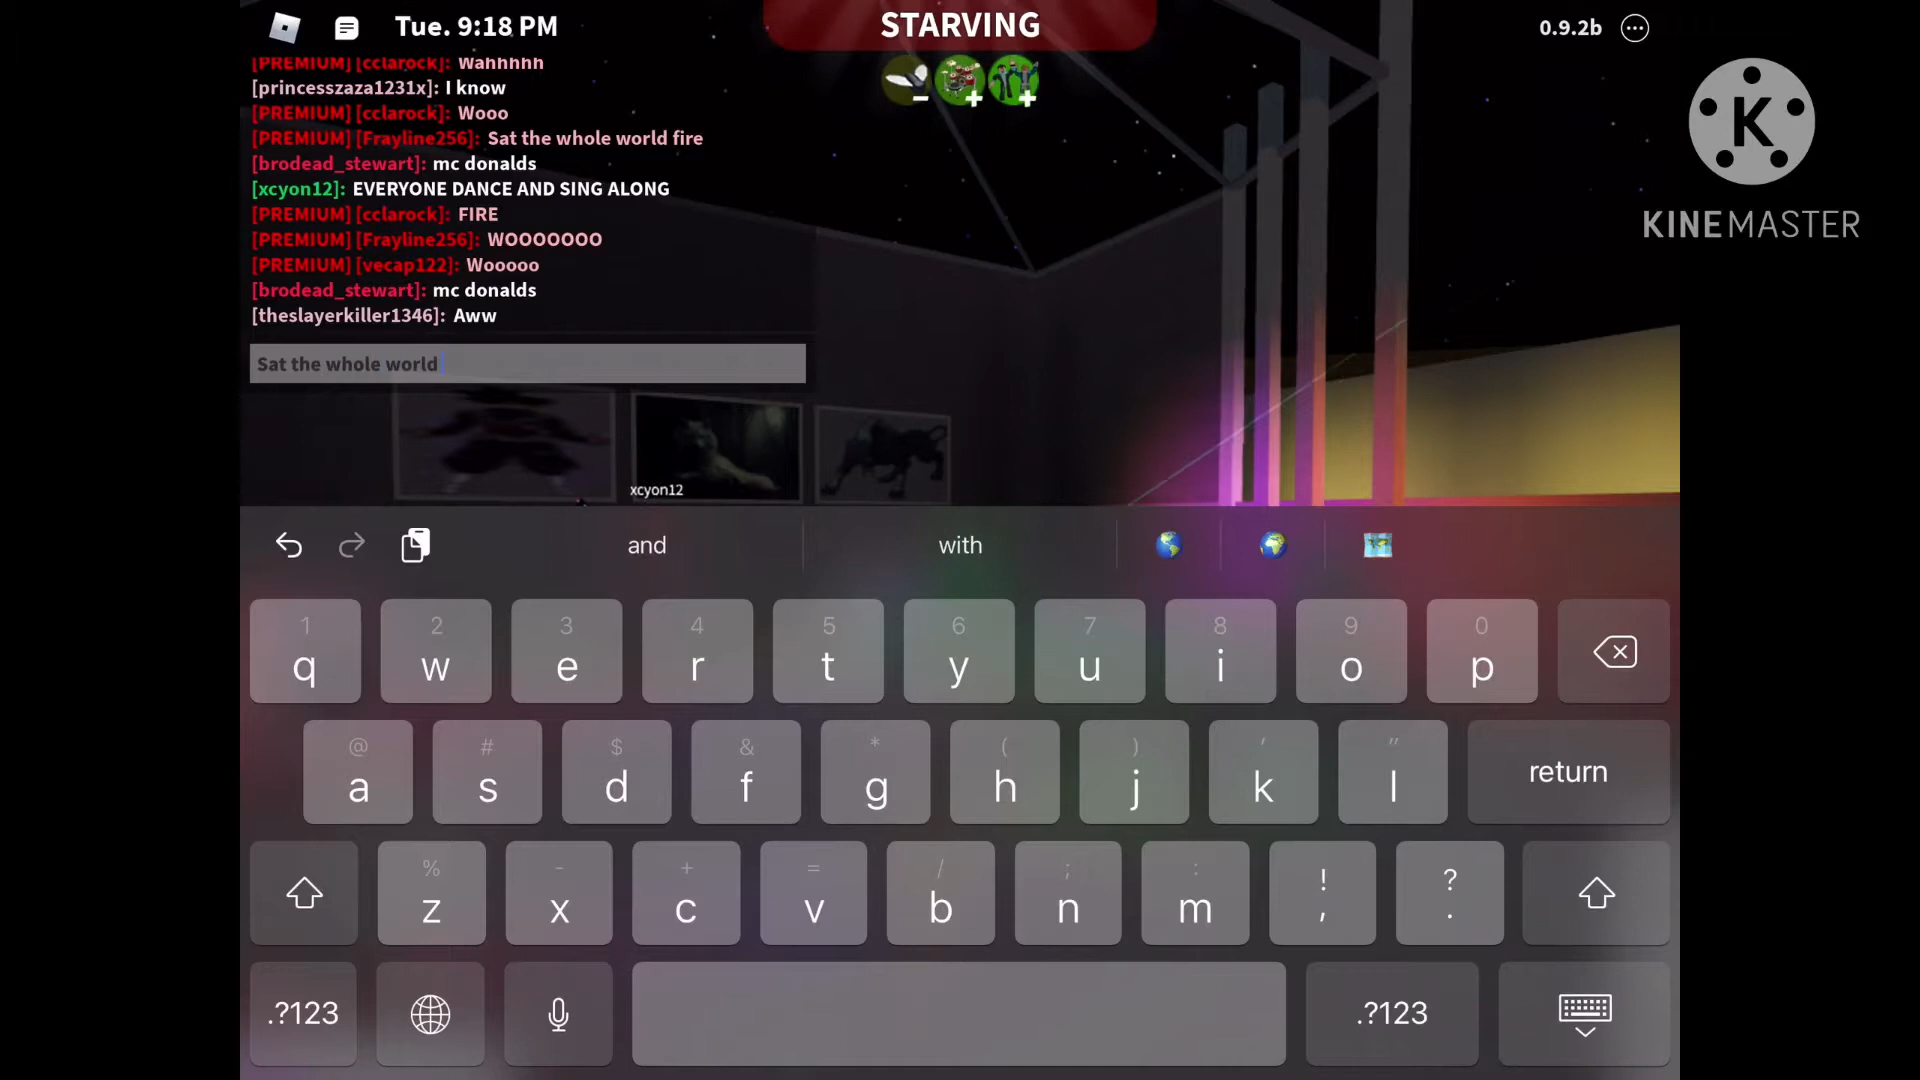 Tue. 9:18 PM
STARVING
0.9.2b
[PREMIUM] [cclarock]: Wahhhhh
[princesszaza1231x]: I know
[PREMIUM] [cclarock]: Wooo
[PREMIUM] [Frayline256]: Sat the whole world fire
[brodead_stewart]: mc donalds
[xcyon12]: EVERYONE DANCE AND SING ALONG
[PREMIUM] [cclarock]: FIRE
[PREMIUM] [Frayline256]: WOOOOOOO
[PREMIUM] [vecap122]: Wooooo
[brodead_stewart]: mc donalds
[theslayerkiller1346]: Aww
Sat the whole world
K
KINEMASTER
xcyon12
and with
1 2 3 4 5 6 7 8 9 0
q w e r t y u i o p
@ # $ & * ( ) ' "
a s d f g h j k l return
% - + = / ; : ! ?
z x c v b n m , .
.?123 .?123